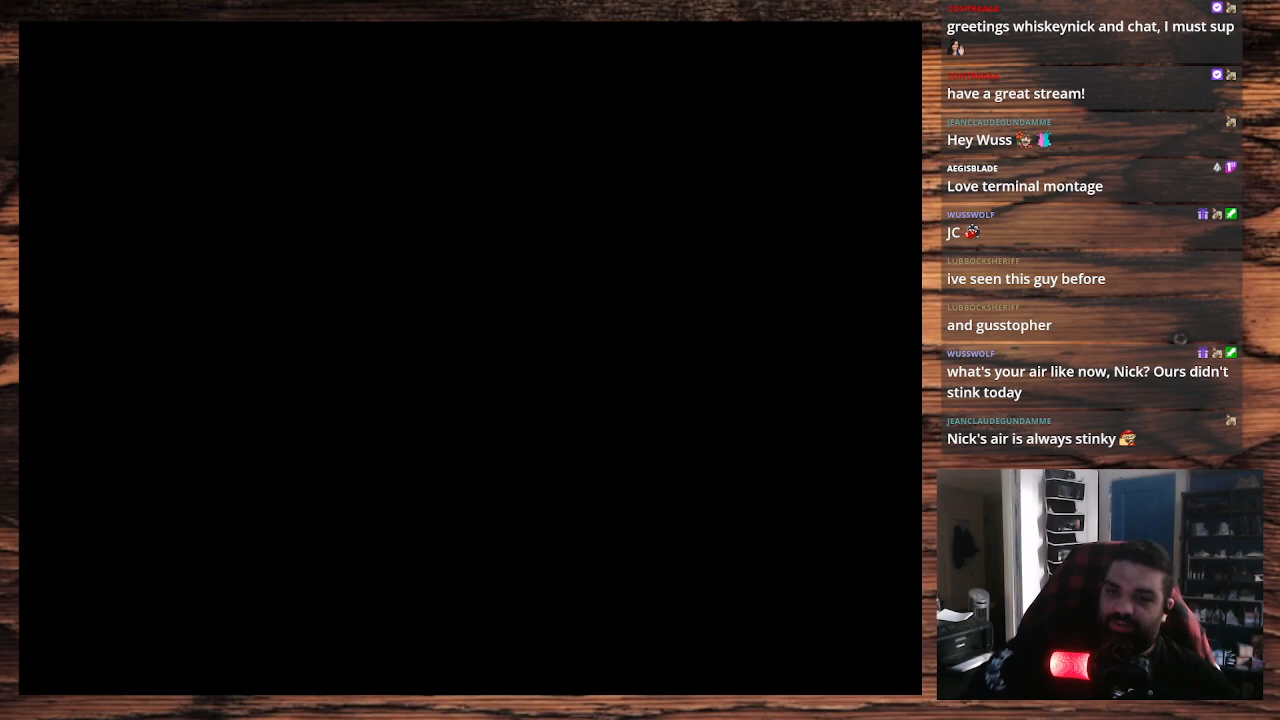 greetings whiskeynick and chat, I must sup
have a great stream!
JEANCLAUDEGUNDAMME
Hey Wuss
AEGISBLADE
Love terminal montage
WUSSWOLF
JC
LUBBOCKSHERIFF
ive seen this guy before
LUBBOCKSHERIFF
and gusstopher
WUSSWOLF
what's your air like now, Nick? Ours didn't
stink today
JEANCLAUDEGUNDAMME
Nick's air is always stinky